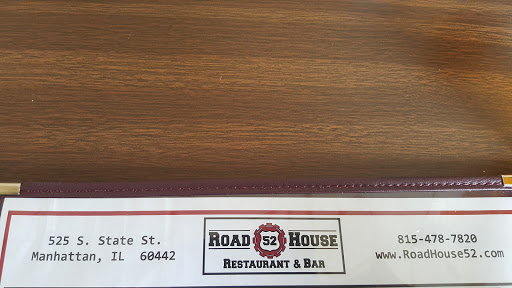 525 S. State St.
Manhattan, IL 60442
ROAD 52 HOUSE
RESTAURANT & BAR
815-478-7820
www.RoadHouse52.com